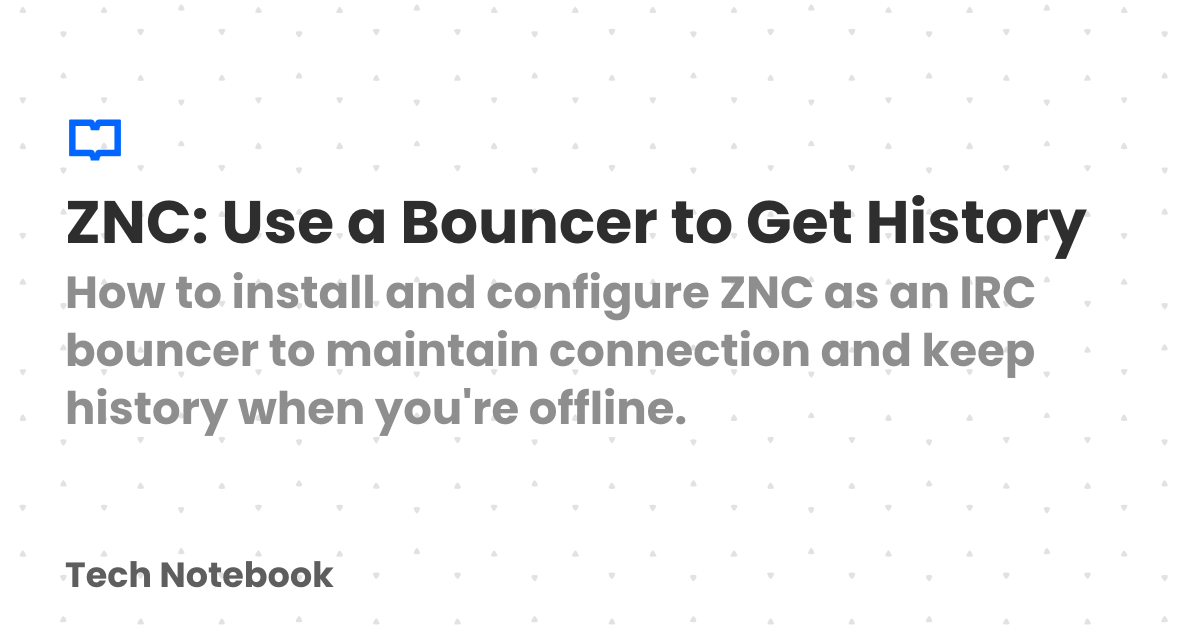 ZNC: Use a Bouncer to Get History
How to install and configure ZNC as an IRC
bouncer to maintain connection and keep
history when you're offline.
Tech Notebook